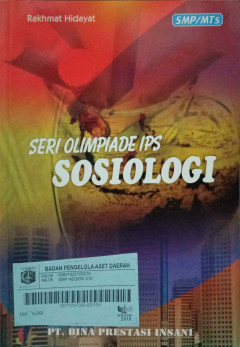 Rakhmat Hidayat
SMP/MTs
SERI OLIMPIADE IPS
SOSIOLOGI
BADAN PENGELOLA ASET DAERAH
PT. BINA PRESTASI INSANI